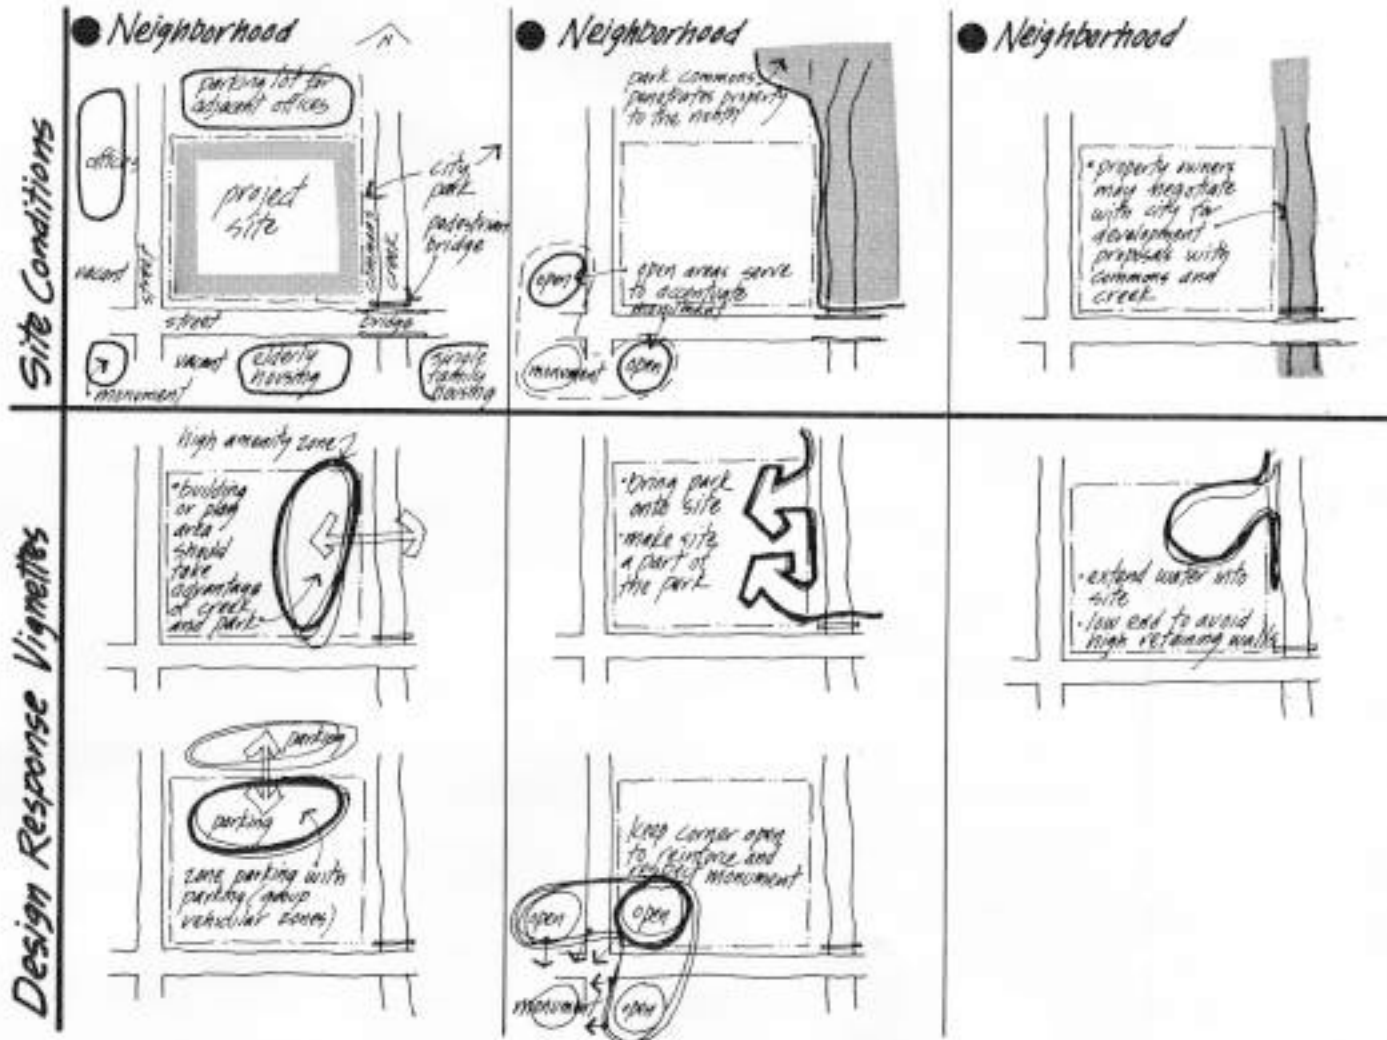 Site Conditions
Neighborhood
N
parking lot for
adjacent offices
offices
project
site
city
park
pedestrian
bridge
commons
creek
vacant
street
street
bridge
monument
vacant
elderly
housing
single
family
housing
Neighborhood
park commons
penetrates property
to the north
open
open areas serve
to accentuate
monument
monument
open
Neighborhood
• property owners
may negotiate
with city for
development
proposals with
commons and
creek
Design Response Vignettes
high amenity zone
• building
or play
area
should
take
advantage
of creek
and park
• bring park
onto site
• make site
a part of
the park
• extend water into
site
• low end to avoid
high retaining walls
parking
parking
zone parking with
parking (group
vehicular zones)
keep corner open
to reinforce and
respect monument
open
open
monument
open